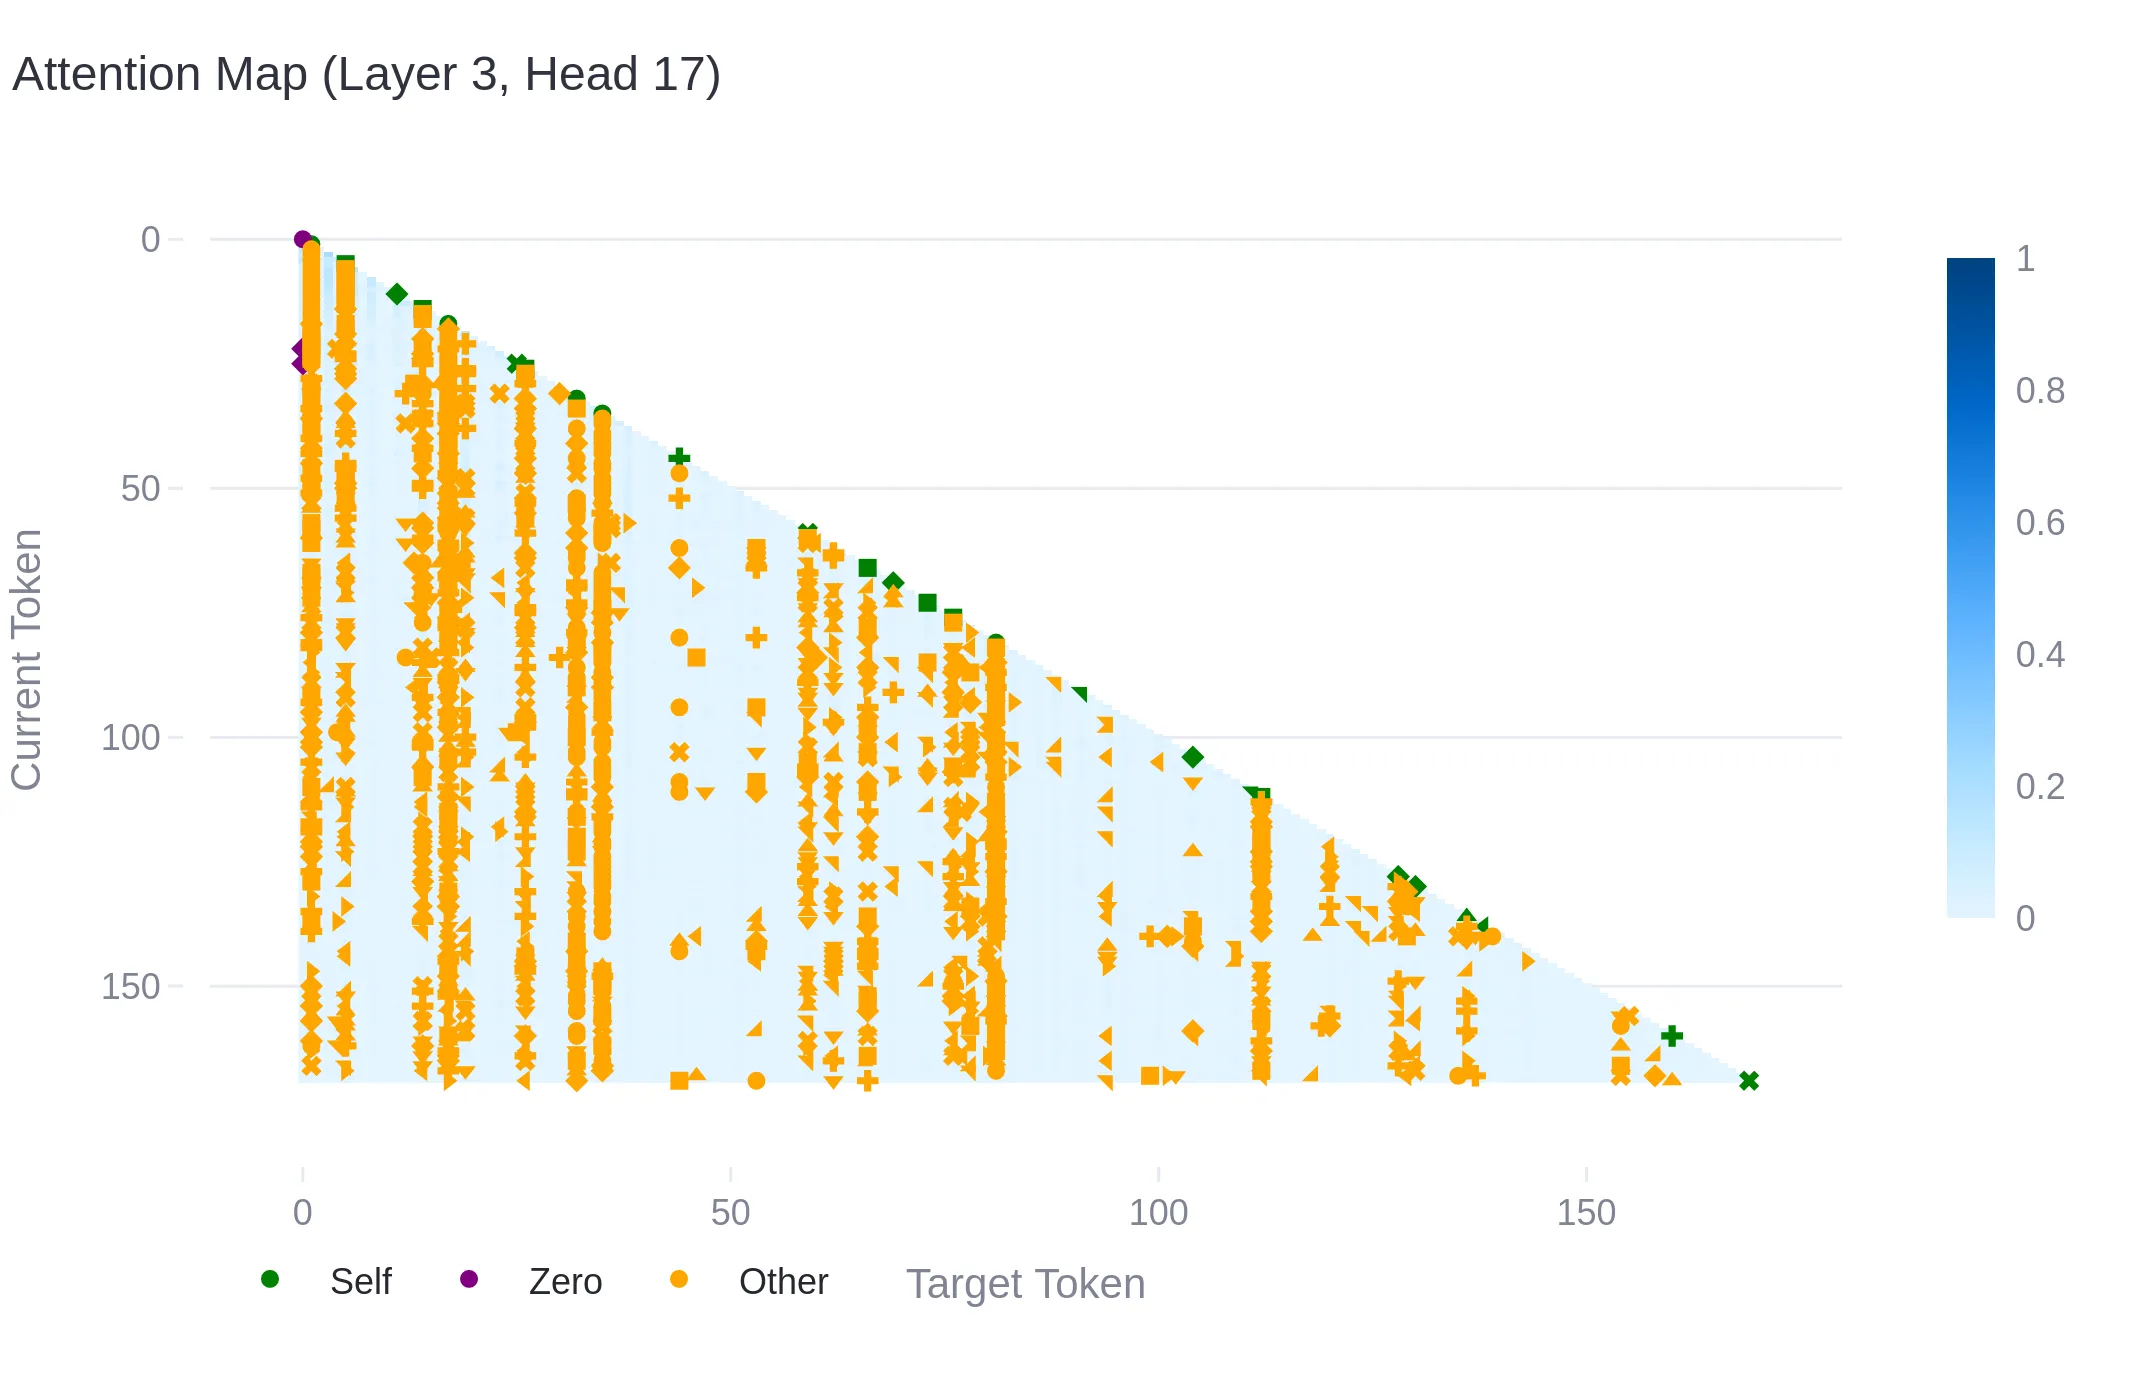 Attention Map (Layer 3, Head 17)
0
50
100
150
Current Token
1
0.8
0.6
0.4
0.2
0
0 50 100 150
Self Zero Other Target Token